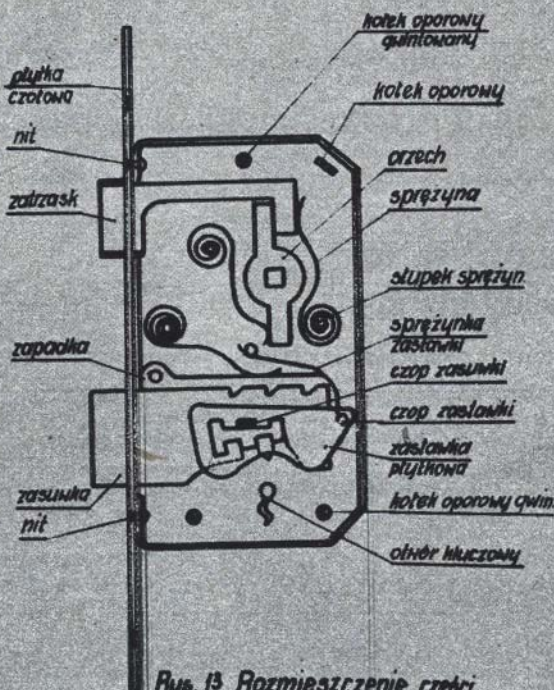 kołek oporowy
gwintowany
płytka
czołowa
kołek oporowy
nit
orzech
zatrzask
sprężyna
słupek sprężyn
sprężynka
zastawki
zapadka
czop zasuwki
czop zastawki
zastawka
płytkowa
zasuwka
kołek oporowy gwin
nit
otwór kluczowy
Rys. 13 Rozmieszczenie części